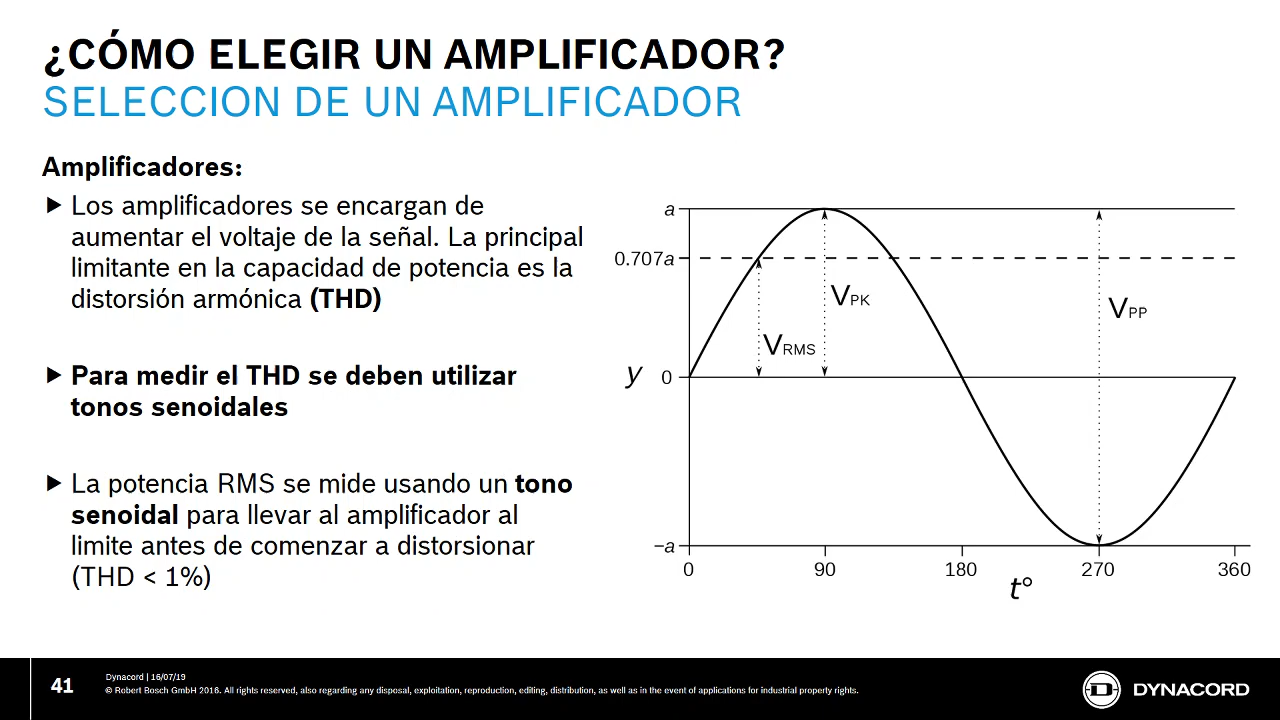 ¿CÓMO ELEGIR UN AMPLIFICADOR?
SELECCION DE UN AMPLIFICADOR
Amplificadores:
Los amplificadores se encargan de
aumentar el voltaje de la señal. La principal
limitante en la capacidad de potencia es la
distorsión armónica (THD)
Para medir el THD se deben utilizar
tonos senoidales
La potencia RMS se mide usando un tono
senoidal para llevar al amplificador al
limite antes de comenzar a distorsionar
(THD < 1%)
a
0.707a
VPK
VPP
VRMS
y 0
−a
0 90 180 270 360
t°
41
Dynacord | 16/07/19
© Robert Bosch GmbH 2016. All rights reserved, also regarding any disposal, exploitation, reproduction, editing, distribution, as well as in the event of applications for industrial property rights.
DYNACORD